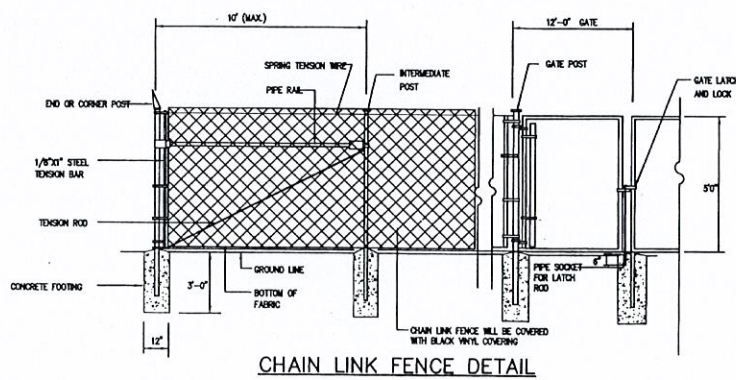 10' (MAX.)
12'-0" GATE
SPRING TENSION WIRE
PIPE RAIL
INTERMEDIATE
POST
GATE POST
GATE LATCH
AND LOCK
END OR CORNER POST
1/8"X1" STEEL
TENSION BAR
TENSION ROD
5'0"
GROUND LINE
6"
CONCRETE FOOTING
3'-0"
BOTTOM OF
FABRIC
PIPE SOCKET
FOR LATCH
ROD
12"
CHAIN LINK FENCE WILL BE COVERED
WITH BLACK VINYL COVERING
CHAIN LINK FENCE DETAIL